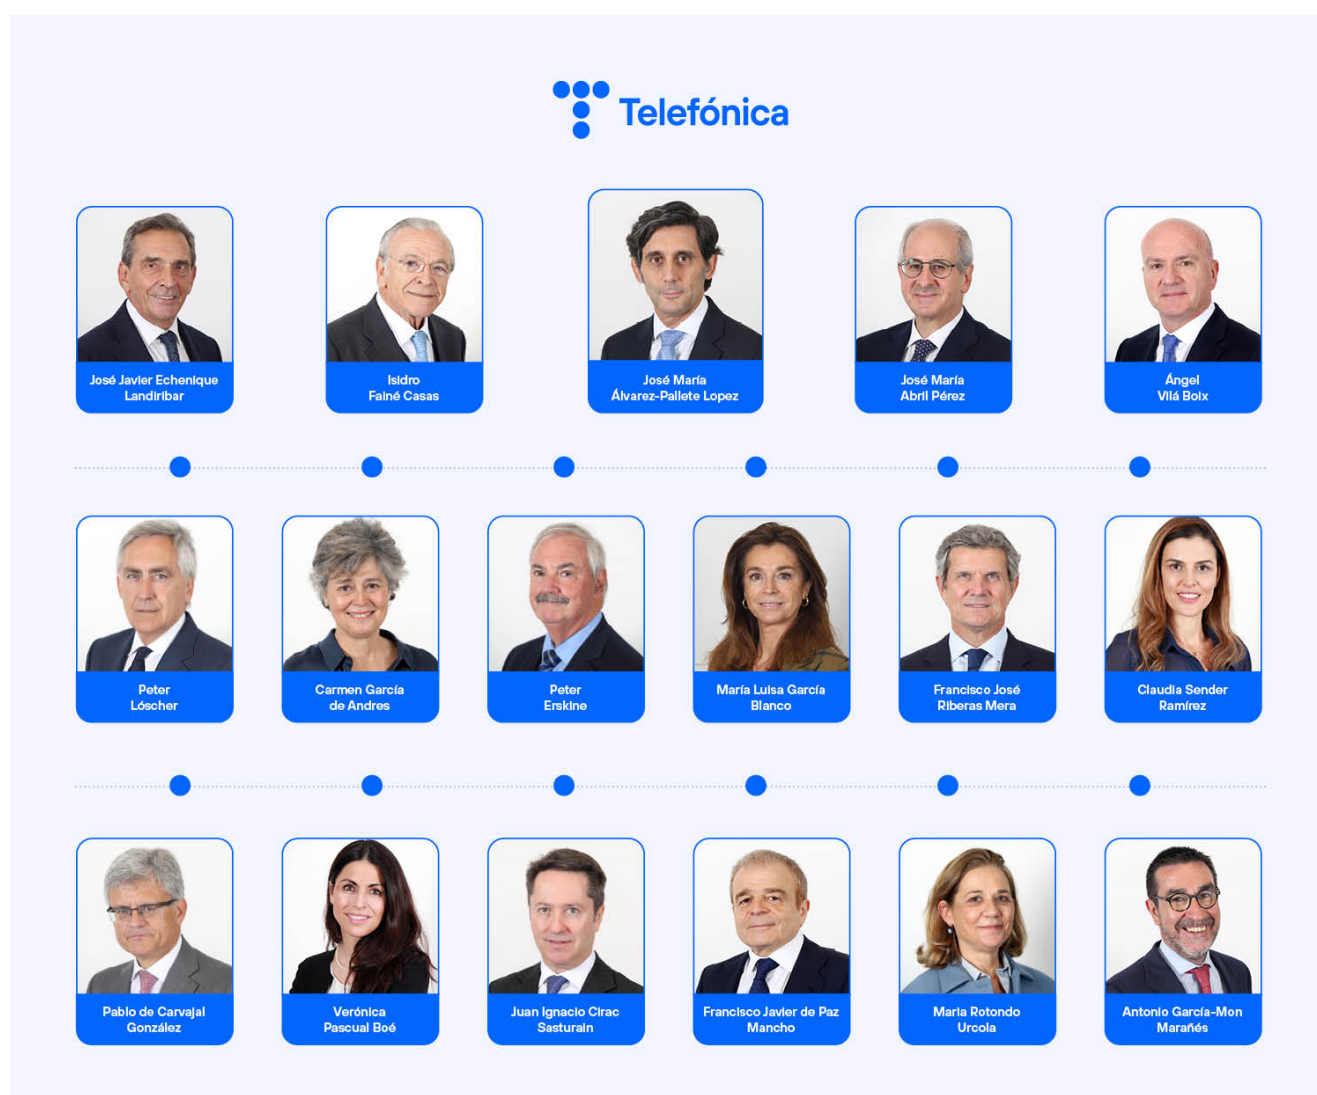 Telefónica
José Javier Echenique
Landiribar
Isidro
Fainé Casas
José María
Álvarez-Pallete Lopez
José María
Abril Pérez
Ángel
Vilá Boix
Peter
Lóscher
Carmen García
de Andres
Peter
Erskine
María Luisa García
Blanco
Francisco José
Riberas Mera
Claudia Sender
Ramírez
Pablo de Carvajal
González
Verónica
Pascual Boé
Juan Ignacio Cirac
Sasturain
Francisco Javier de Paz
Mancho
Maria Rotondo
Urcola
Antonio García-Mon
Marañés